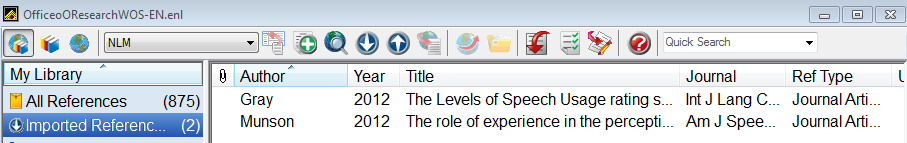 OfficeoOResearchWOS-EN.enl
NLM Quick Search
My Library Author Year Title Journal Ref Type
All References (875) Gray 2012 The Levels of Speech Usage rating s... Int J Lang C... Journal Arti...
Imported Referenc... (2) Munson 2012 The role of experience in the percepti... Am J Spee... Journal Arti...